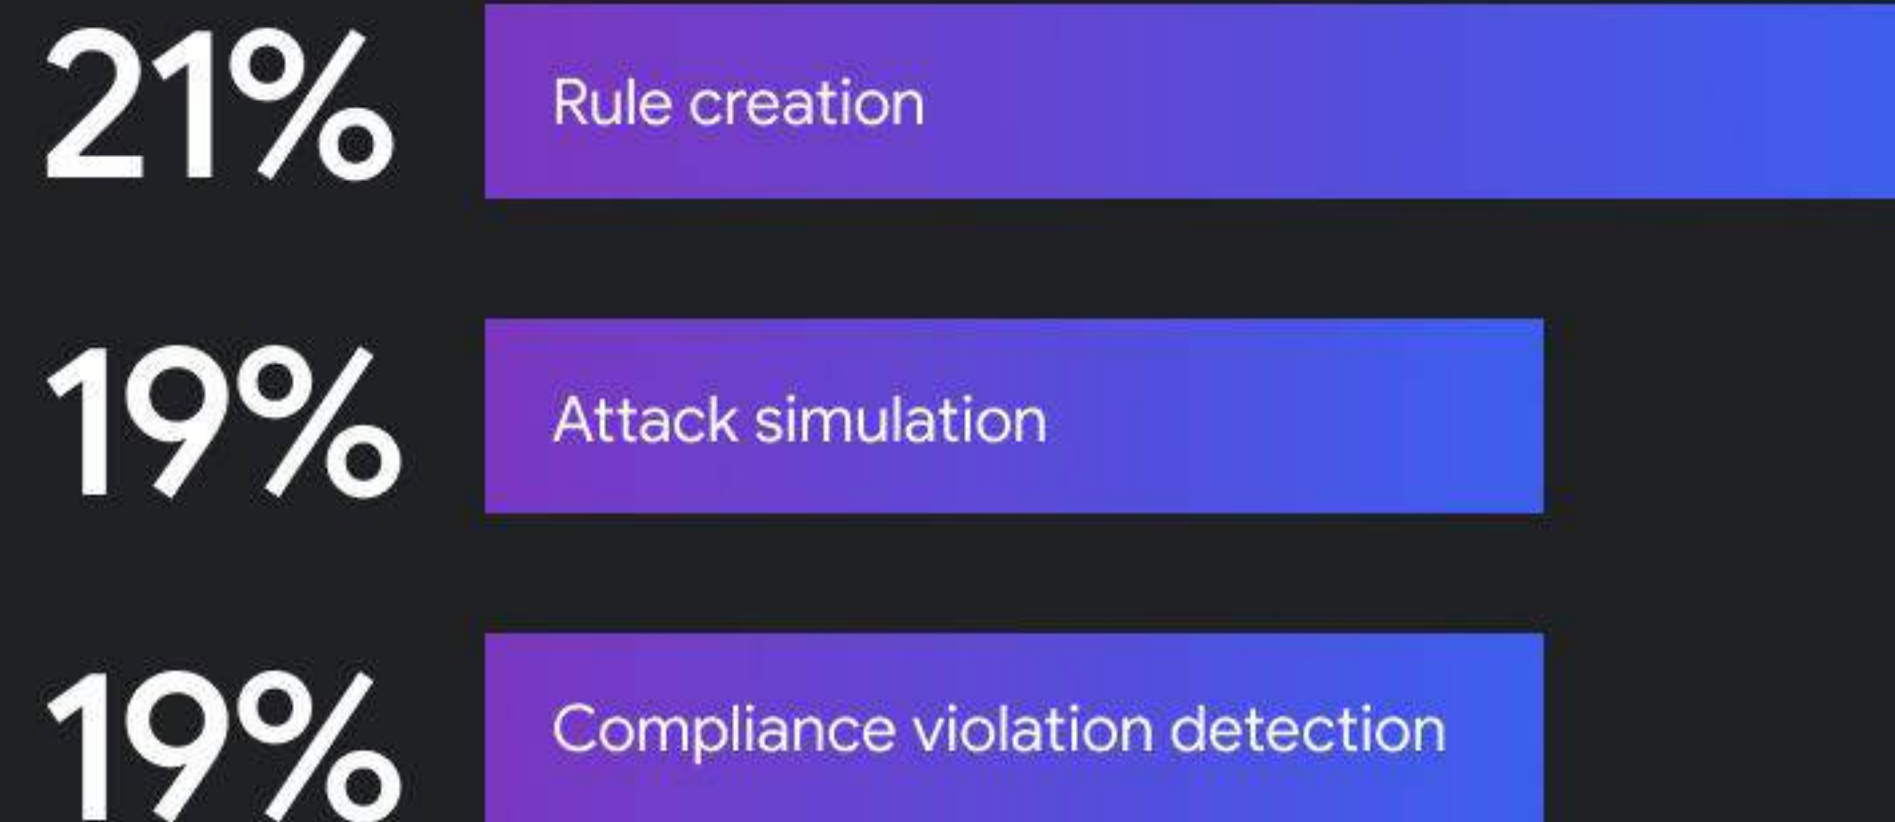 21% Rule creation
19% Attack simulation
19% Compliance violation detection